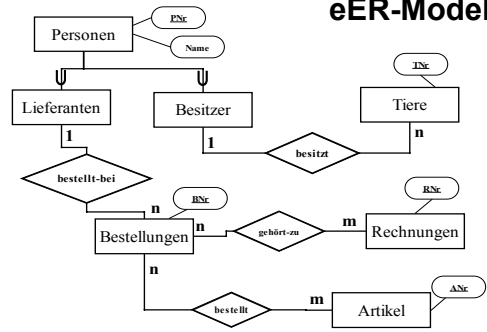 eER-Model
PNr
Personen
Name
TNr
Lieferanten
Besitzer
Tiere
1
1
n
besitzt
bestellt-bei
n
BNr
RNr
Bestellungen
n
gehört-zu
m
Rechnungen
n
ANr
bestellt
m
Artikel